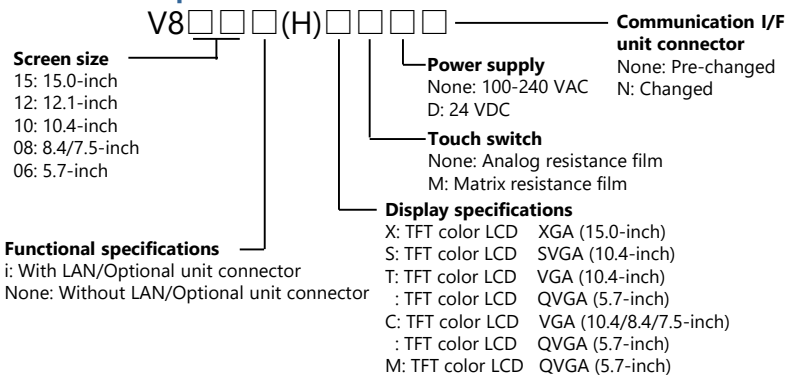 V8□□□(H)□□□□
Communication I/F
unit connector
None: Pre-changed
N: Changed
Screen size
15: 15.0-inch
12: 12.1-inch
10: 10.4-inch
08: 8.4/7.5-inch
06: 5.7-inch
Power supply
None: 100-240 VAC
D: 24 VDC
Touch switch
None: Analog resistance film
M: Matrix resistance film
Functional specifications
i: With LAN/Optional unit connector
None: Without LAN/Optional unit connector
Display specifications
X: TFT color LCD XGA (15.0-inch)
S: TFT color LCD SVGA (10.4-inch)
T: TFT color LCD VGA (10.4-inch)
: TFT color LCD QVGA (5.7-inch)
C: TFT color LCD VGA (10.4/8.4/7.5-inch)
: TFT color LCD QVGA (5.7-inch)
M: TFT color LCD QVGA (5.7-inch)